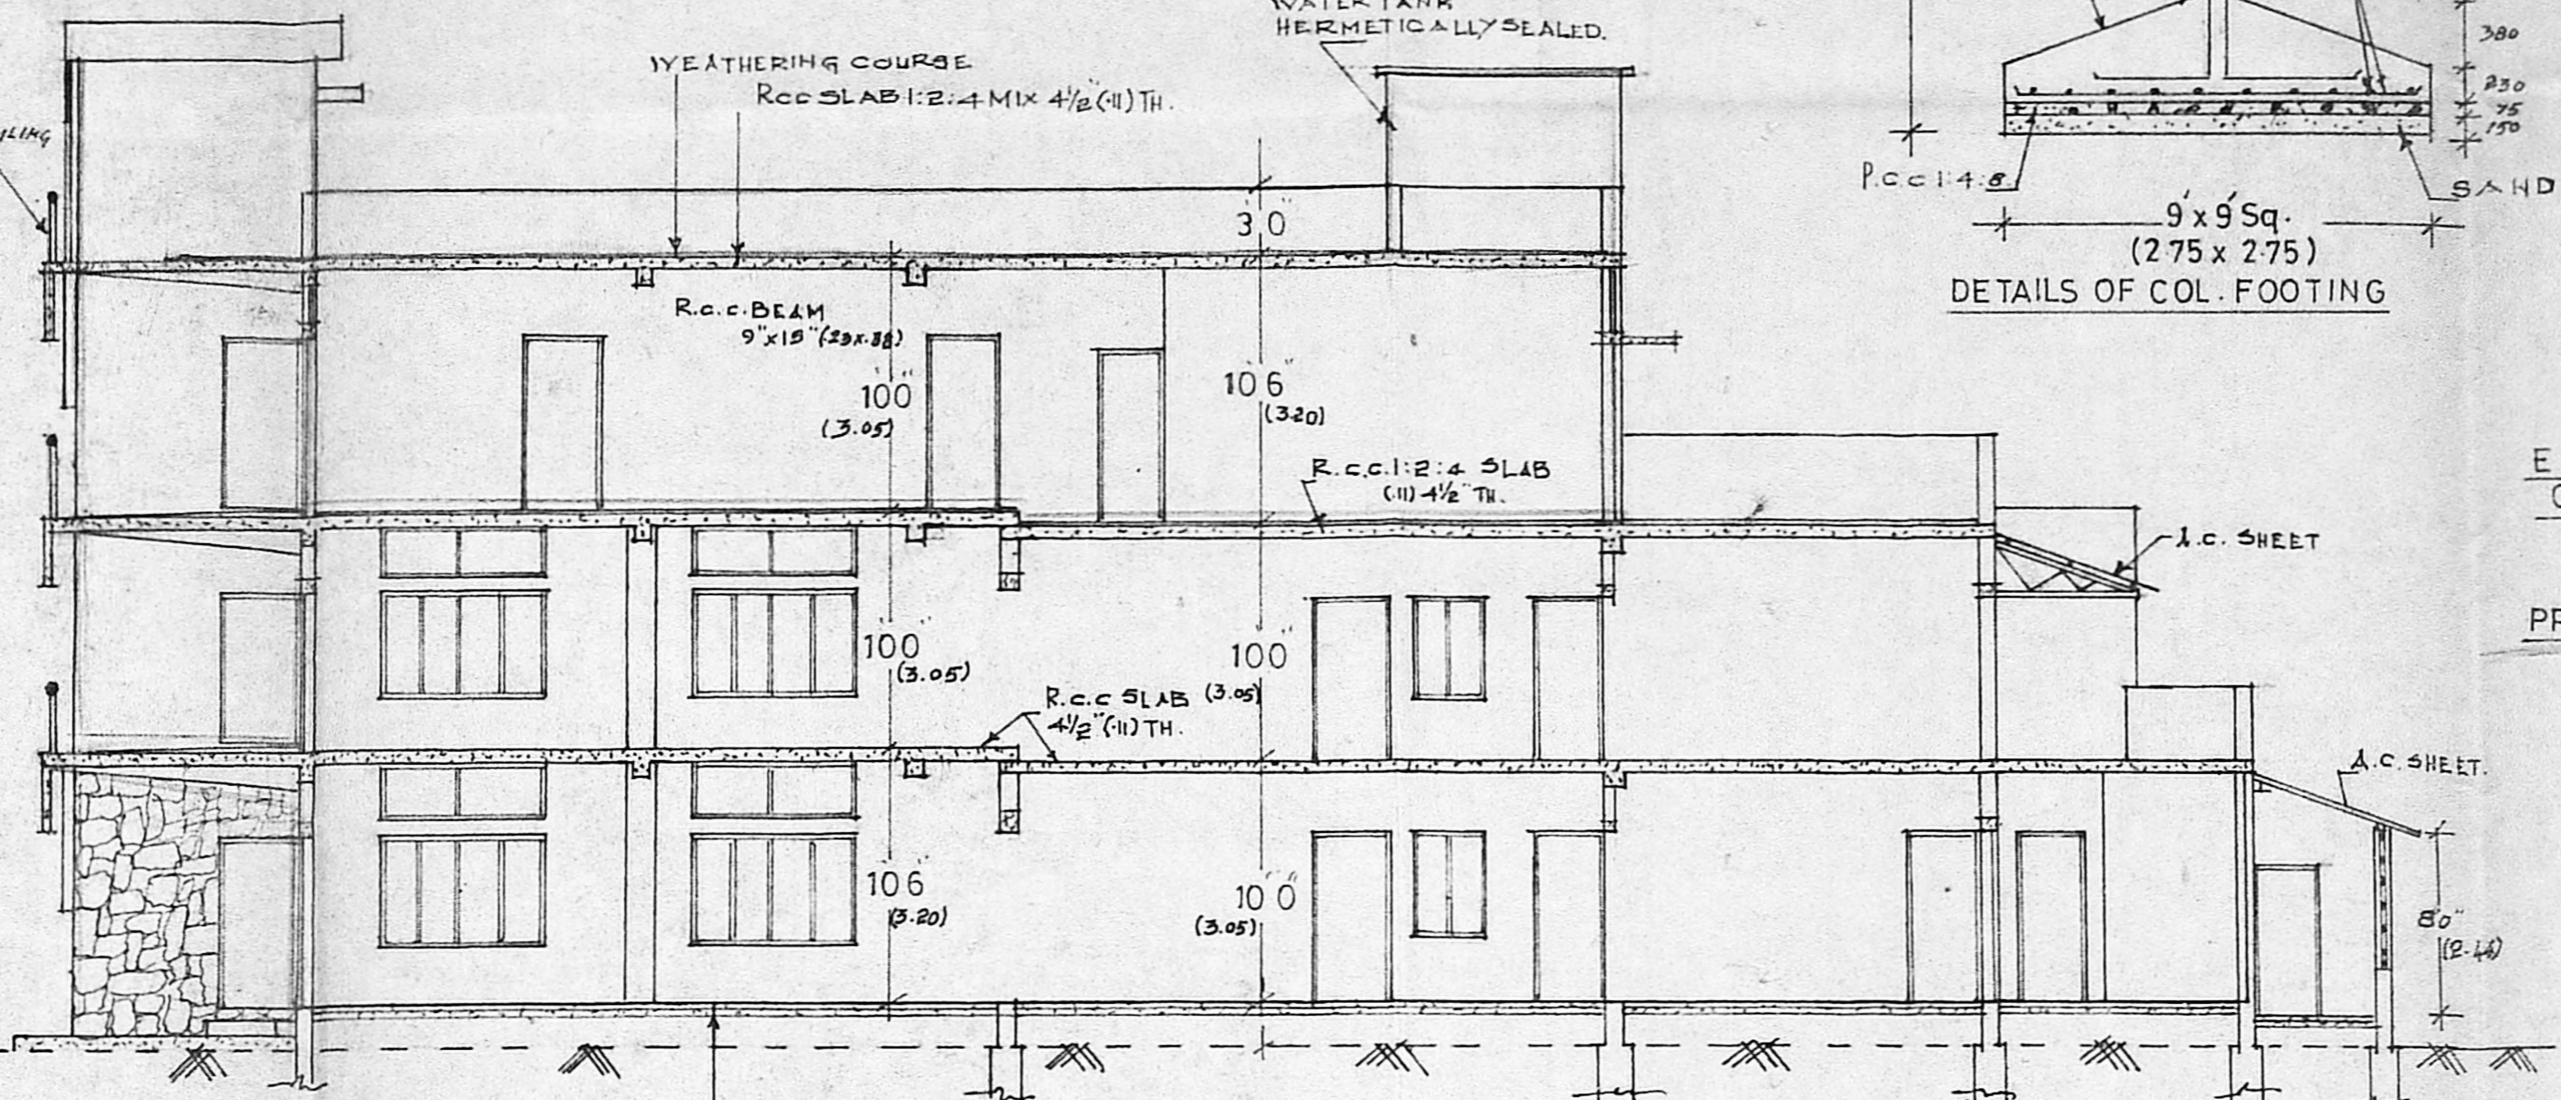 WATER TANK
HERMETICALLY SEALED.
WEATHERING COURSE
RCC SLAB 1:2:4 MIX 4½"(·11) TH.
3'0"
R.C.C. BEAM
9"x15"(·23x·38)
10'0"
(3.05)
10'6"
(3.20)
R.C.C. 1:2:4 SLAB
(·11) 4½" TH.
A.C. SHEET
10'0"
(3.05)
10'0"
(3.05)
R.C.C SLAB
4½"(·11) TH.
A.C. SHEET.
10'6"
(3.20)
10'0"
(3.05)
8'0"
(2.44)
380
230
75
150
P.C.C 1:4:8
SAND
9' x 9' Sq.
(2·75 x 2·75)
DETAILS OF COL. FOOTING